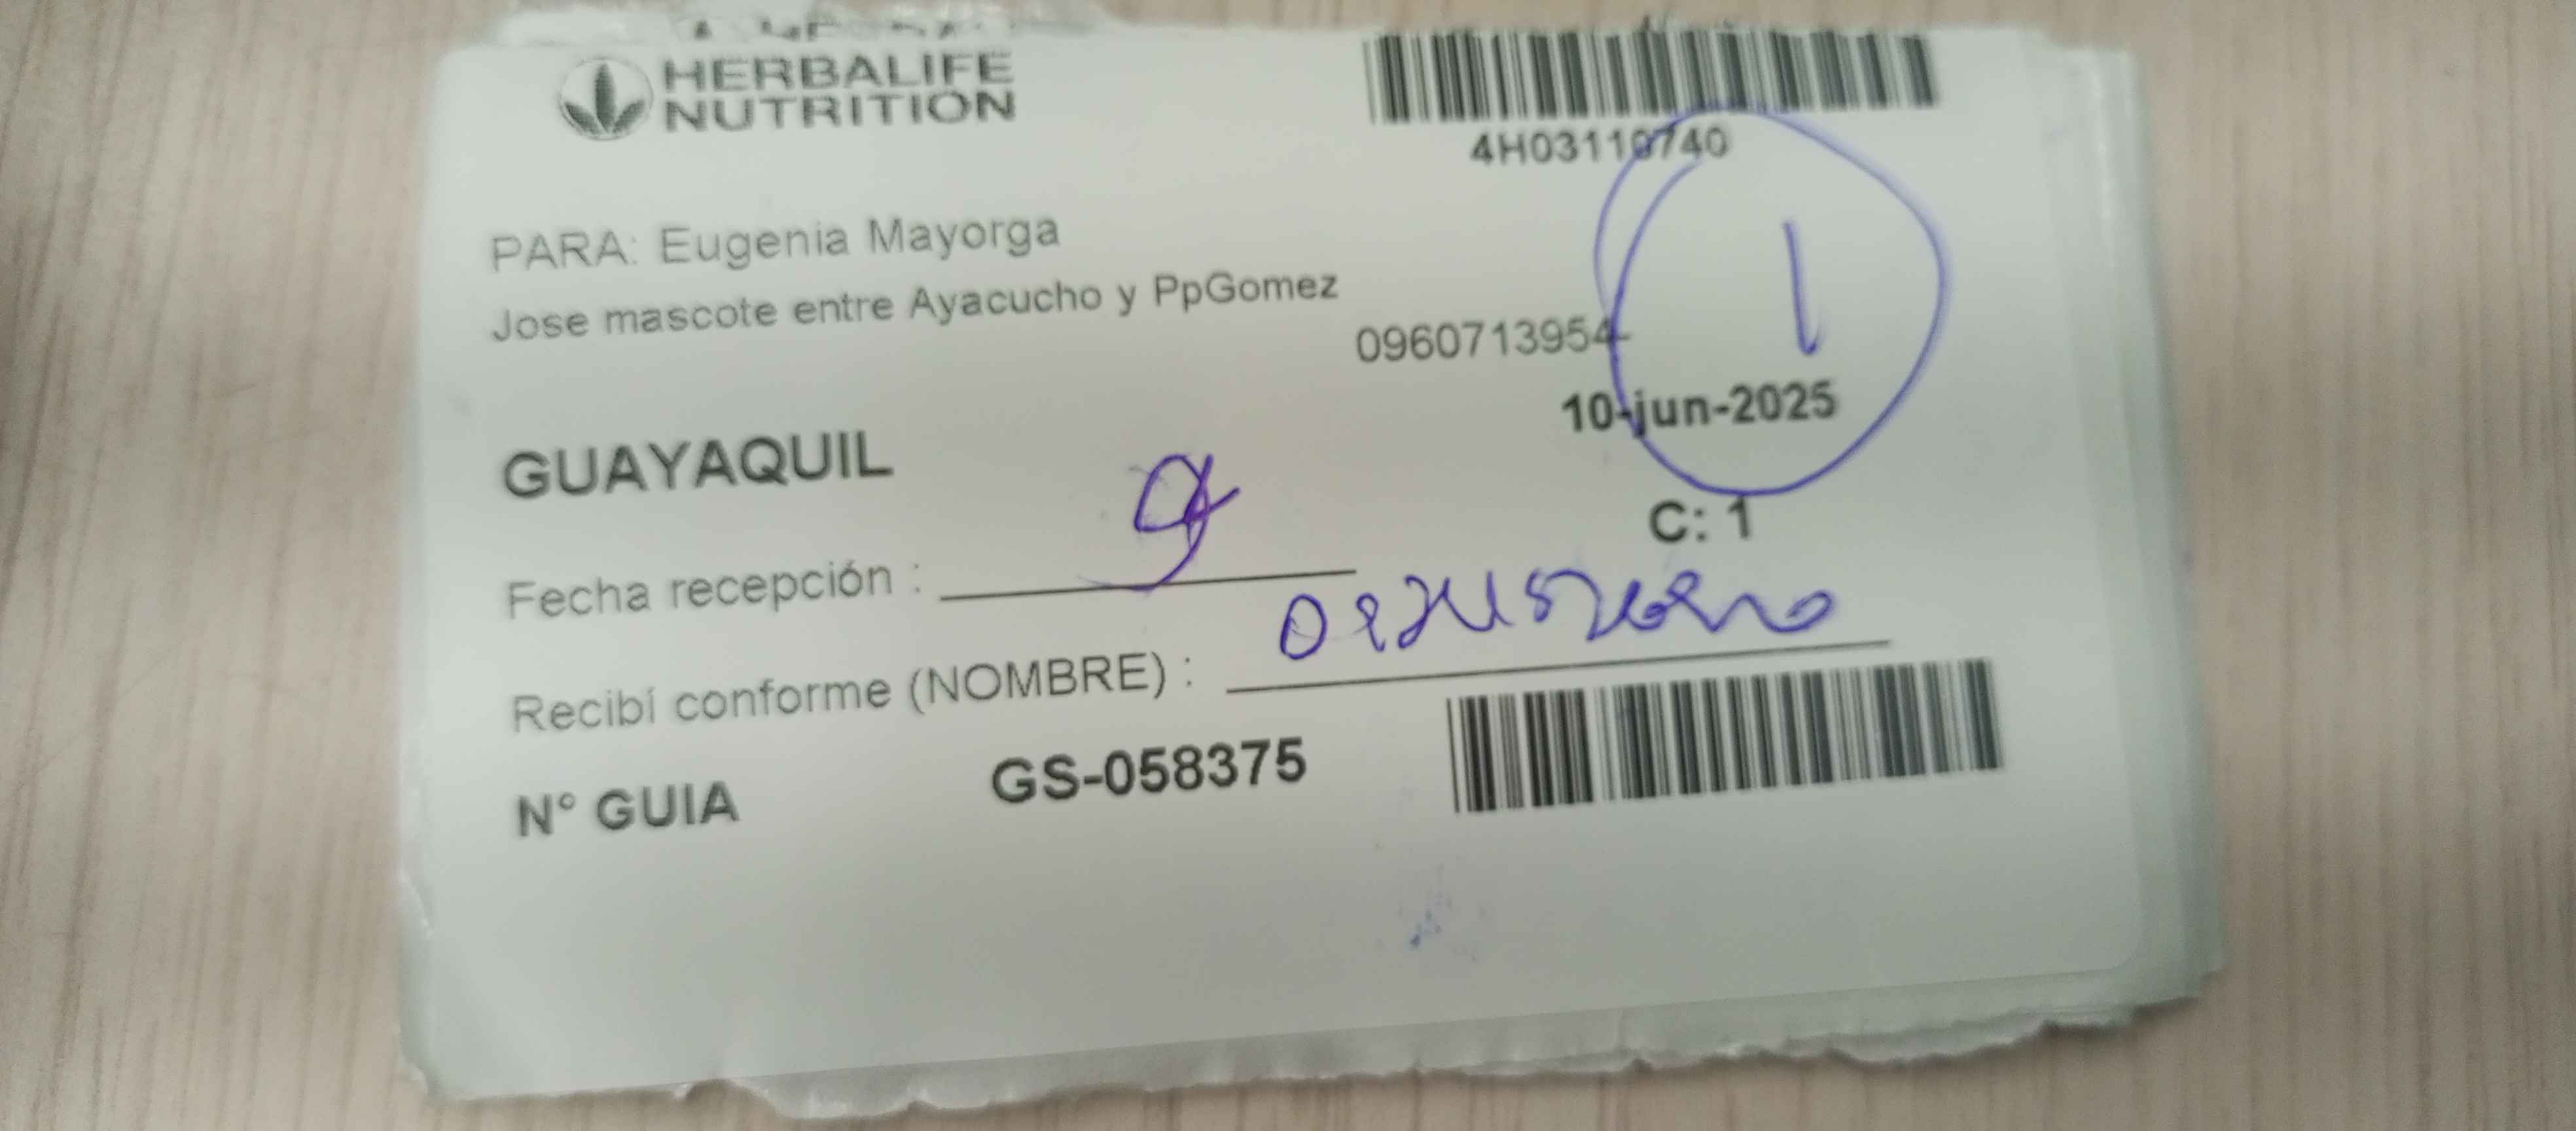 HERBALIFE
NUTRITION
4H03110740
PARA: Eugenia Mayorga
Jose mascote entre Ayacucho y PpGomez
0960713954
1
10-jun-2025
GUAYAQUIL
C: 1
Fecha recepción :
Recibí conforme (NOMBRE) :
N° GUIA GS-058375